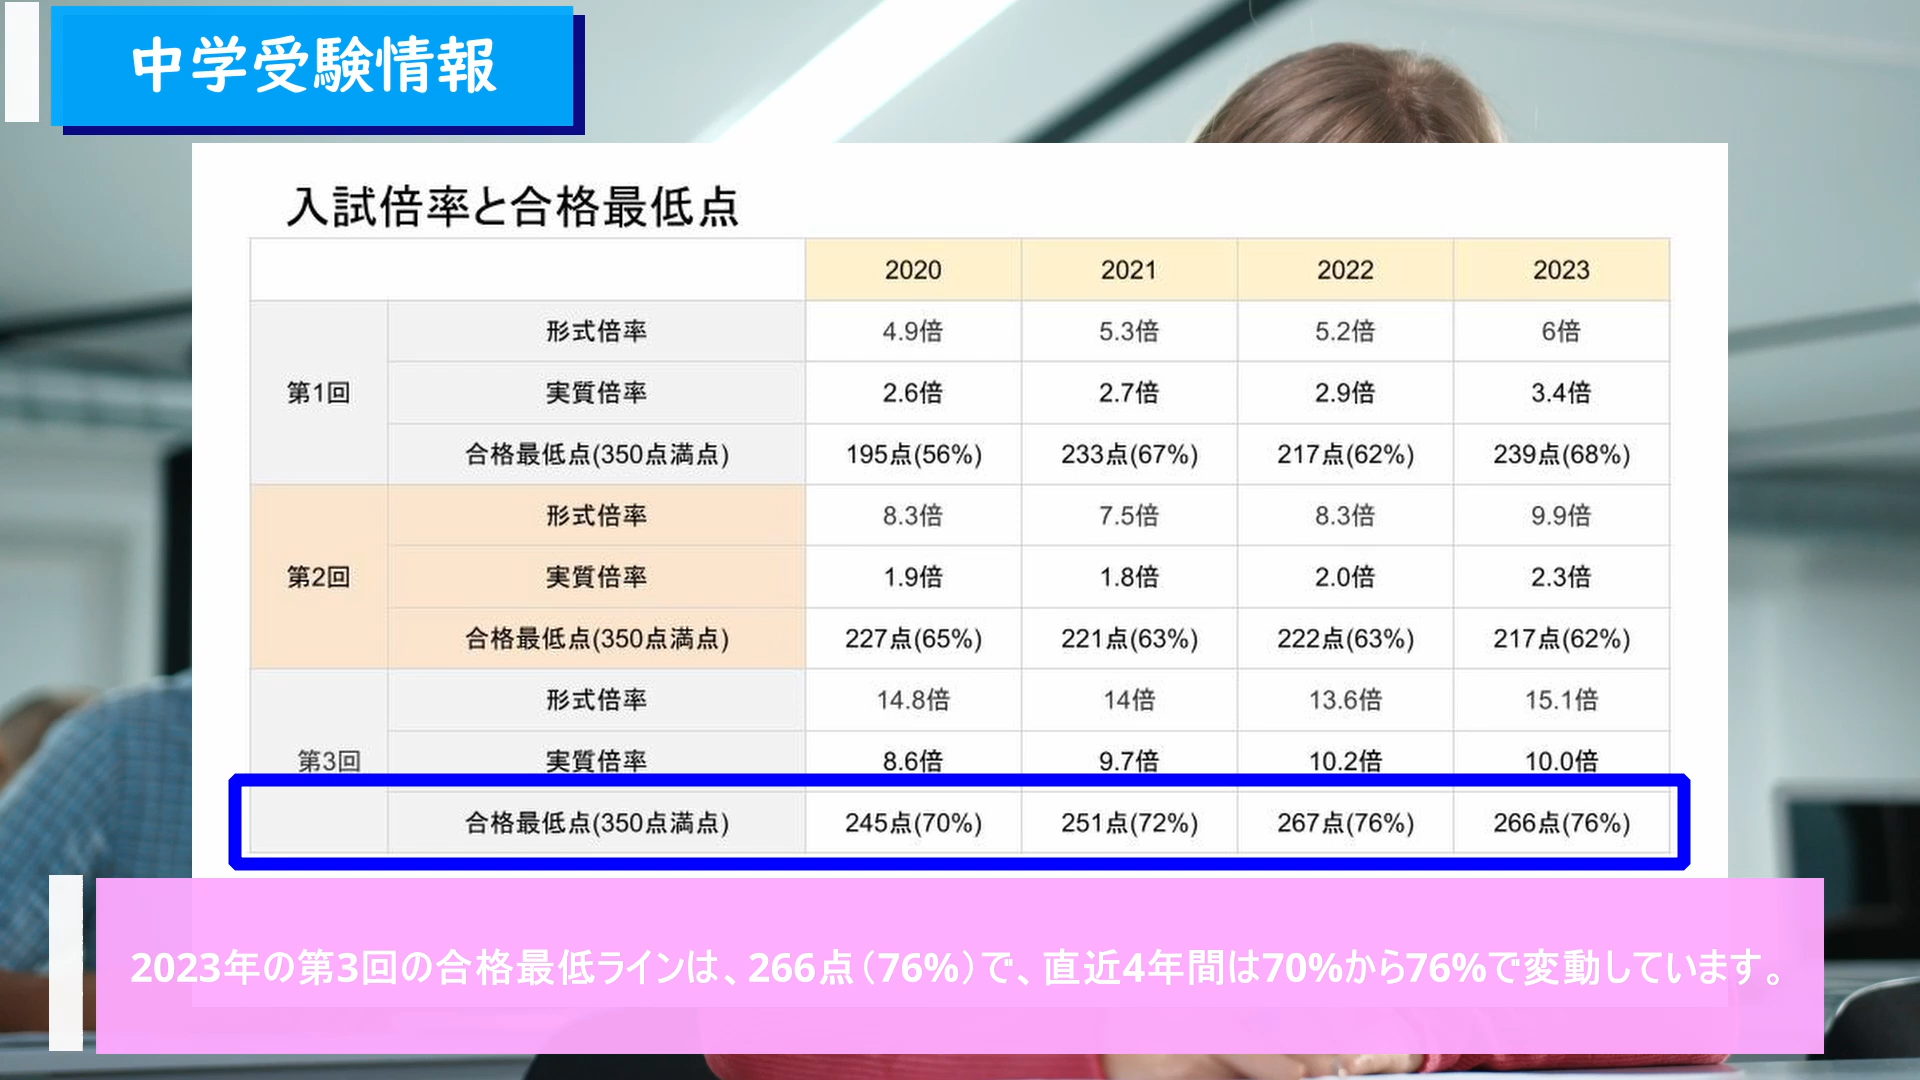 中学受験情報
入試倍率と合格最低点
2020 2021 2022 2023
第1回 形式倍率 4.9倍 5.3倍 5.2倍 6倍
実質倍率 2.6倍 2.7倍 2.9倍 3.4倍
合格最低点(350点満点) 195点(56%) 233点(67%) 217点(62%) 239点(68%)
第2回 形式倍率 8.3倍 7.5倍 8.3倍 9.9倍
実質倍率 1.9倍 1.8倍 2.0倍 2.3倍
合格最低点(350点満点) 227点(65%) 221点(63%) 222点(63%) 217点(62%)
第3回 形式倍率 14.8倍 14倍 13.6倍 15.1倍
実質倍率 8.6倍 9.7倍 10.2倍 10.0倍
合格最低点(350点満点) 245点(70%) 251点(72%) 267点(76%) 266点(76%)
2023年の第3回の合格最低ラインは、266点（76%）で、直近4年間は70%から76%で変動しています。